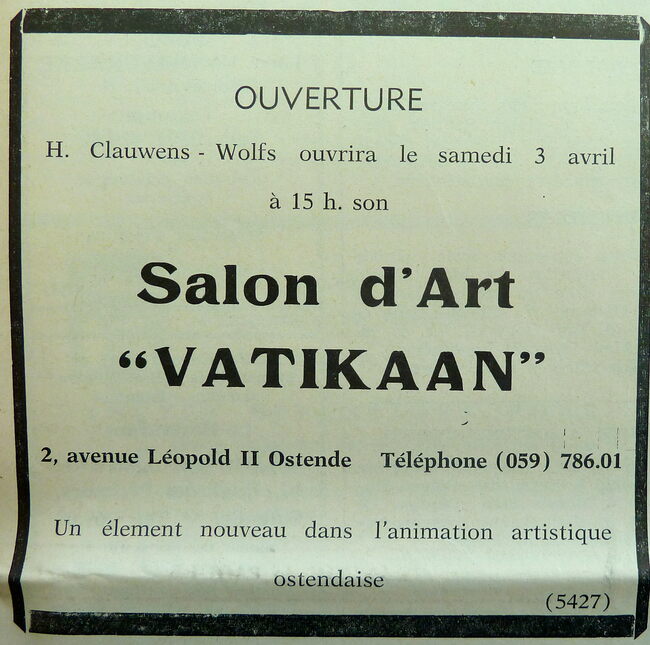 OUVERTURE
H. Clauwens - Wolfs ouvrira le samedi 3 avril
à 15 h. son
Salon d'Art
“VATIKAAN”
2, avenue Léopold II Ostende Téléphone (059) 786.01
Un élement nouveau dans l'animation artistique
ostendaise
(5427)